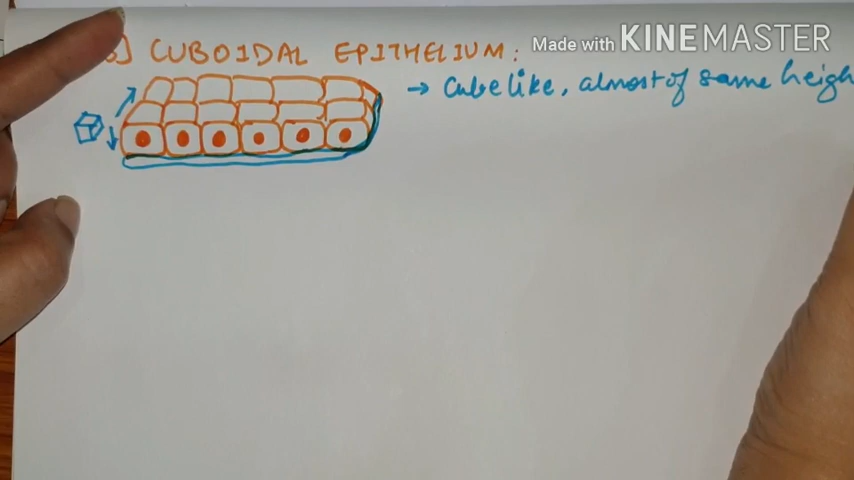 ] CUBOIDAL EPITHELIUM:
Made with KINEMASTER
→ Cube like, almost of same heigh